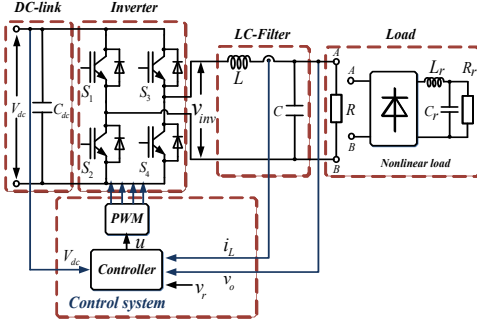 DC-link
Inverter
LC-Filter
Load
V_dc
C_dc
S_1
S_3
S_2
S_4
v_inv
L
C
A
R
B
A
B
L_r
R_r
C_r
Nonlinear load
PWM
u
Controller
V_dc
i_L
v_o
v_r
Control system